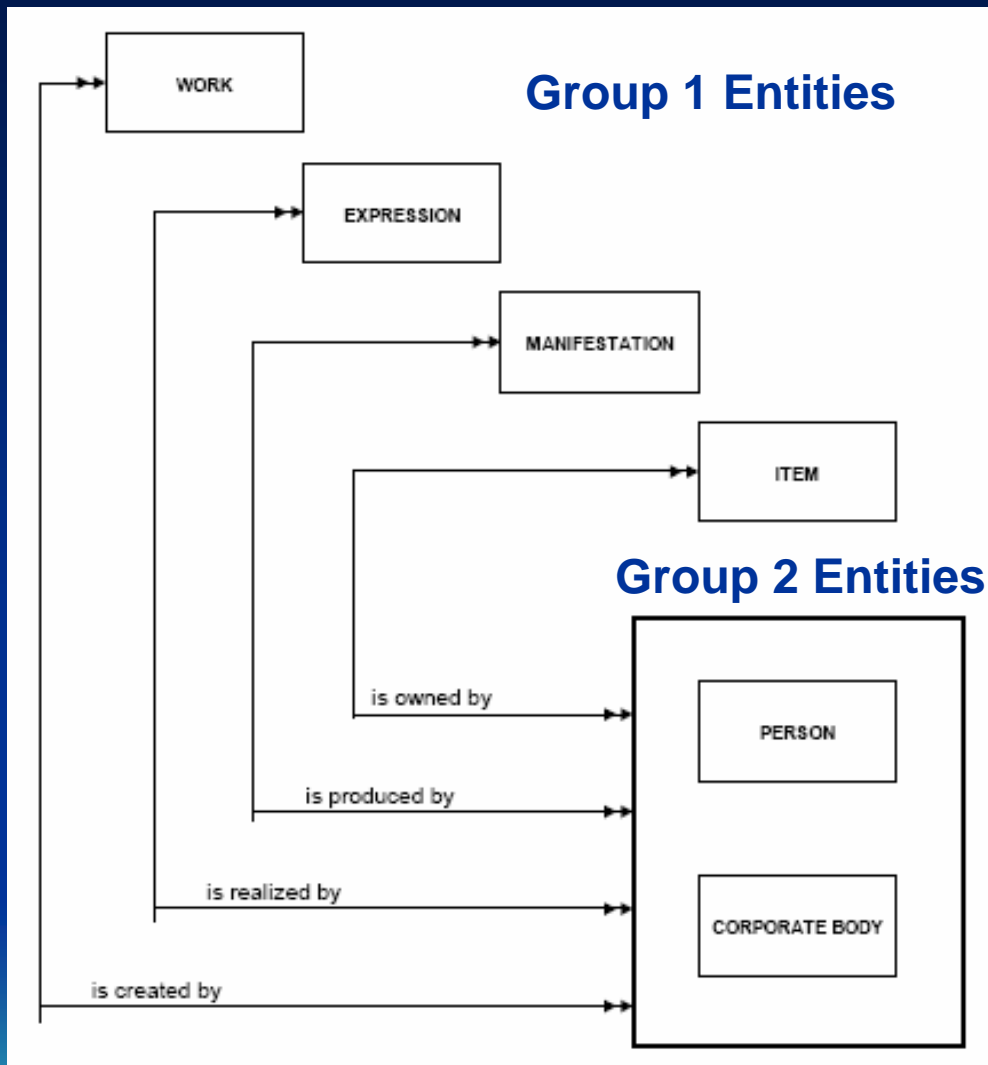 WORK
Group 1 Entities
EXPRESSION
MANIFESTATION
ITEM
Group 2 Entities
is owned by
PERSON
is produced by
is realized by
CORPORATE BODY
is created by